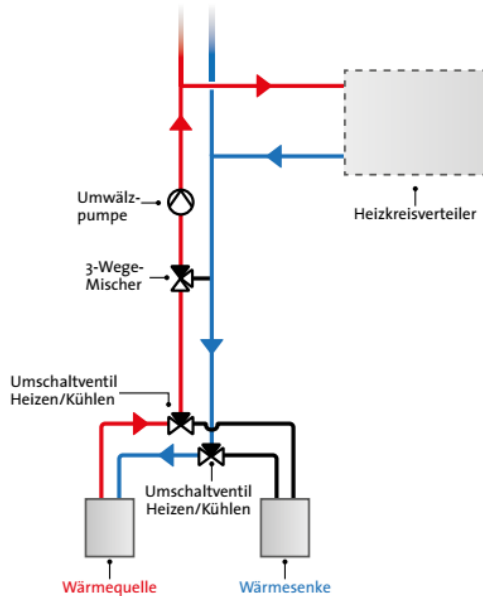 Umwälz-
pumpe
Heizkreisverteiler
3-Wege-
Mischer
Umschaltventil
Heizen/Kühlen
Umschaltventil
Heizen/Kühlen
Wärmequelle
Wärmesenke